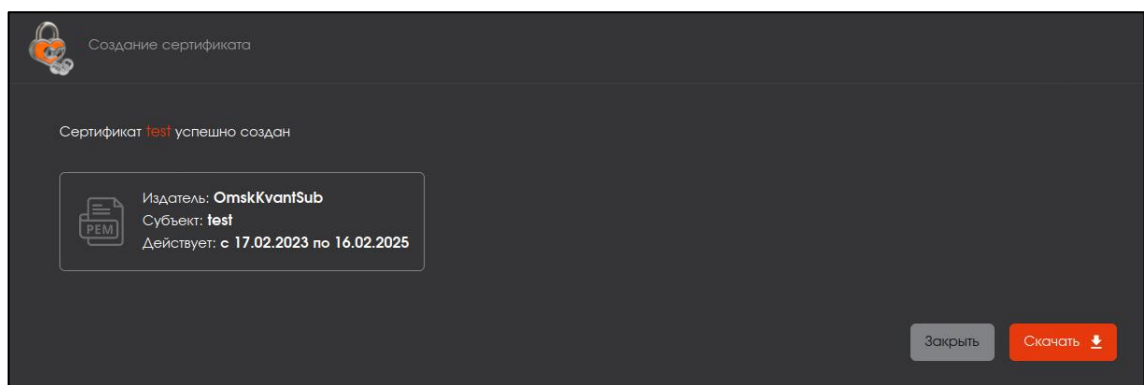 Создание сертификата
Сертификат test успешно создан
PEM
Издатель: OmskKvantSub
Субъект: test
Действует: с 17.02.2023 по 16.02.2025
Закрыть
Скачать